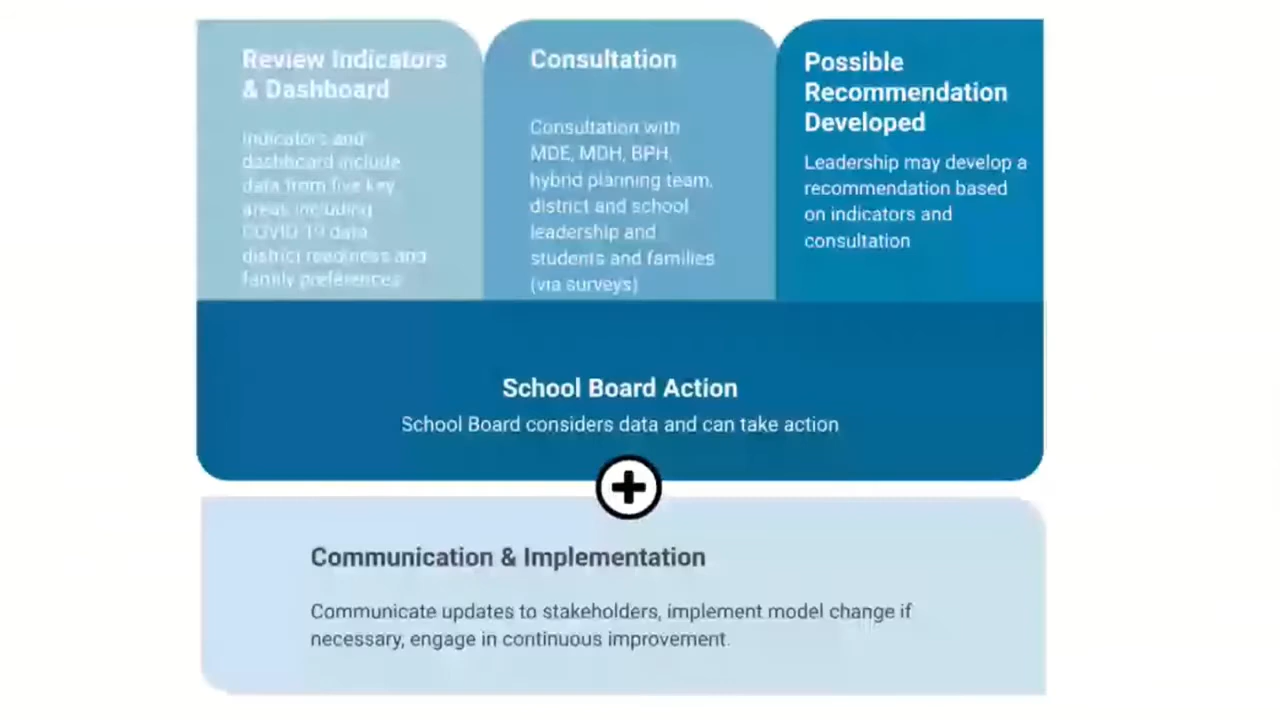 Review Indicators
& Dashboard
Indicators and
dashboard include
data from five key
areas including
COVID-19 data,
district readiness and
family preferences
Consultation
Consultation with
MDE, MDH, BPH,
hybrid planning team,
district and school
leadership and
students and families
(via surveys)
Possible
Recommendation
Developed
Leadership may develop a
recommendation based
on indicators and
consultation
School Board Action
School Board considers data and can take action
Communication & Implementation
Communicate updates to stakeholders, implement model change if
necessary, engage in continuous improvement.